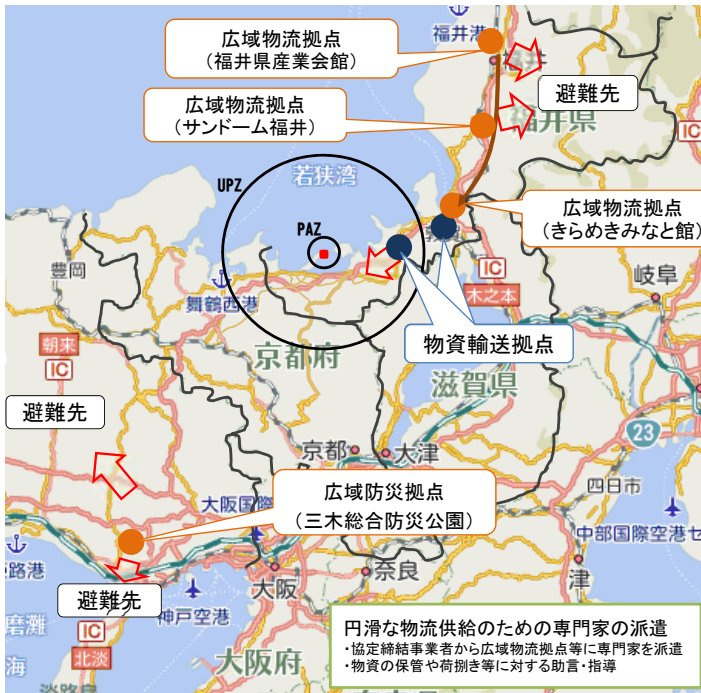 福井港
広域物流拠点
（福井県産業会館）
福井
避難先
広域物流拠点
（サンドーム福井）
福井県
IC
UPZ
若狭湾
PAZ
広域物流拠点
（きらめきみなと館）
豊岡
舞鶴西港
IC
木之本
岐阜
朝来
IC
京都府
物資輸送拠点
滋賀県
避難先
23
京都
大津
四日市
大阪国際
広域防災拠点
（三木総合防災公園）
中部国際空港セ
路港
大阪
奈良
津
避難先
神戸空港
磨灘
IC
海
北淡
大阪府
淡路島
円滑な物流供給のための専門家の派遣
・協定締結事業者から広域物流拠点等に専門家を派遣
・物資の保管や荷捌き等に対する助言・指導